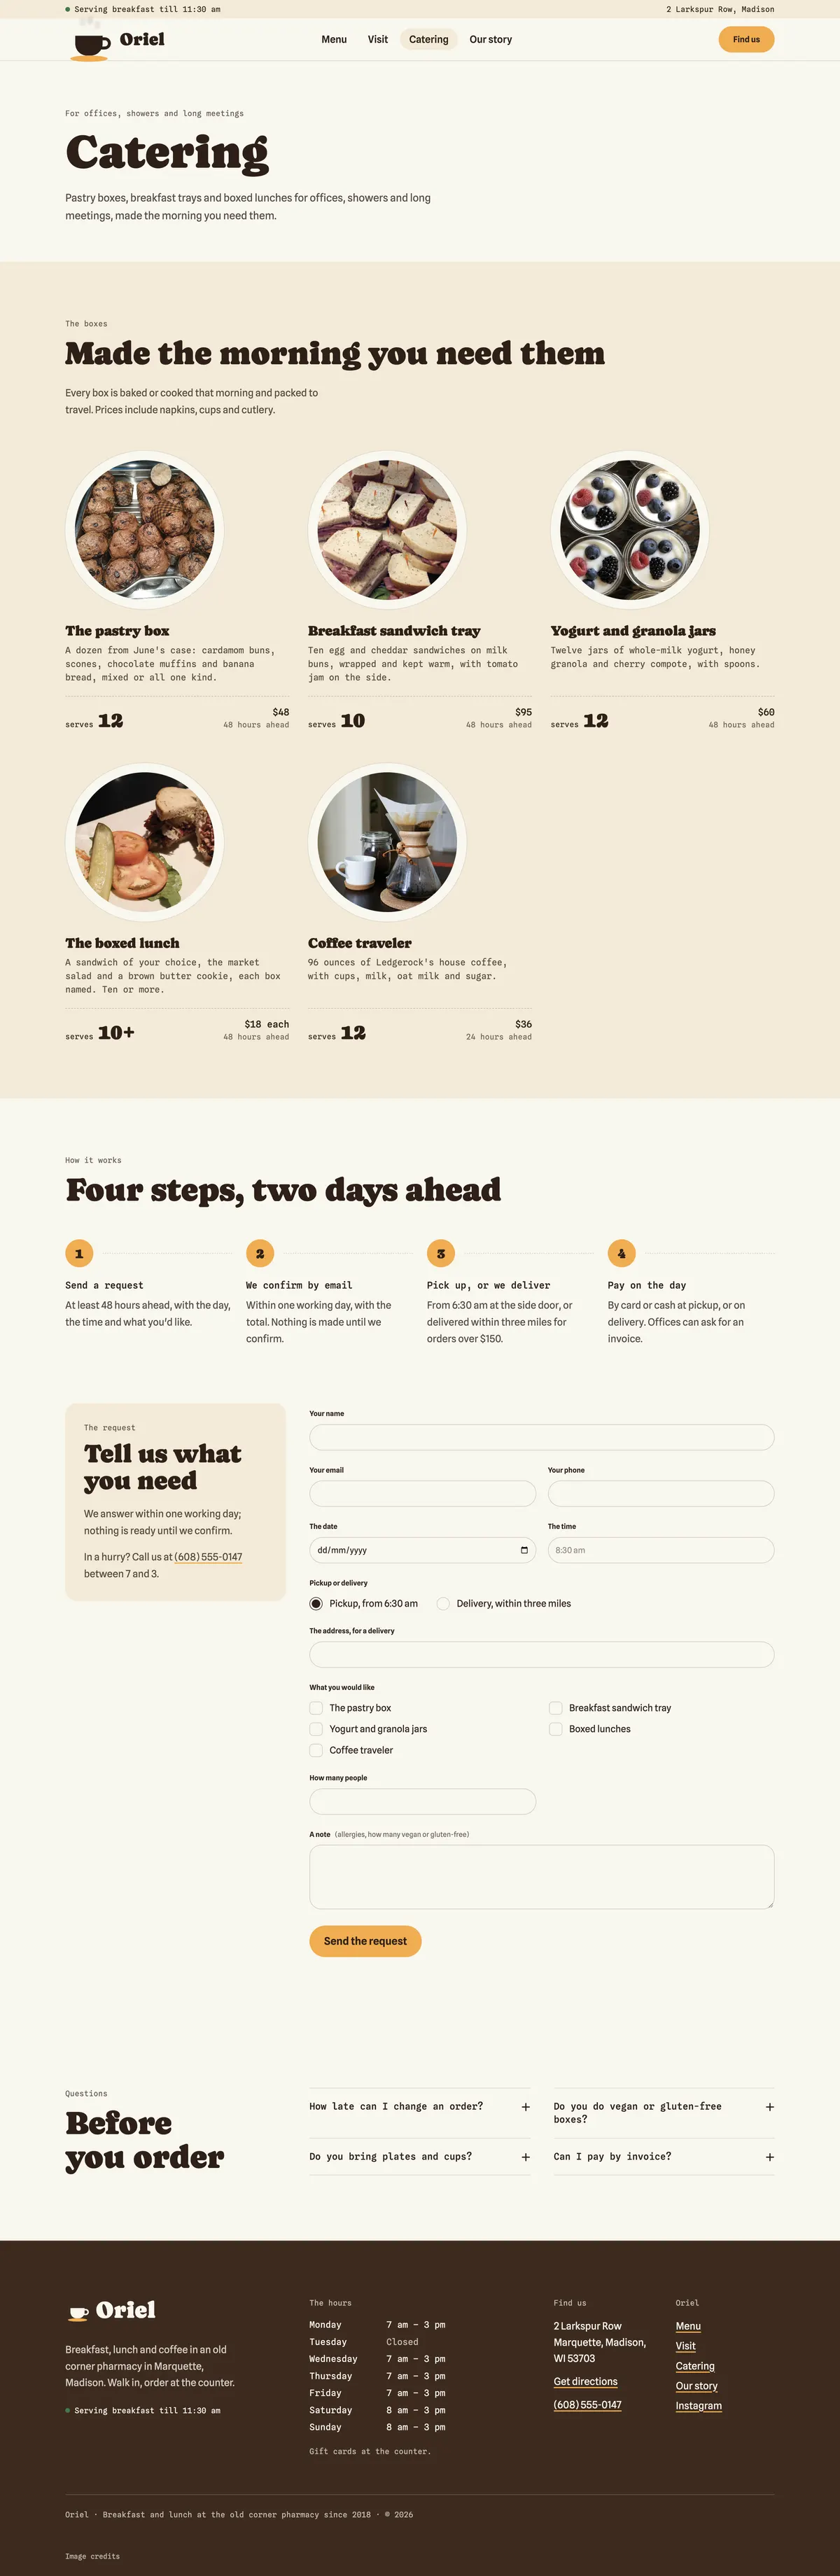 Serving breakfast till 11:30 am
2 Larkspur Row, Madison
Oriel
Menu
Visit
Catering
Our story
Find us
For offices, showers and long meetings
Catering
Pastry boxes, breakfast trays and boxed lunches for offices, showers and long
meetings, made the morning you need them.
The boxes
Made the morning you need them
Every box is baked or cooked that morning and packed to
travel. Prices include napkins, cups and cutlery.
The pastry box
A dozen from June's case: cardamom buns,
scones, chocolate muffins and banana
bread, mixed or all one kind.
serves 12
$48
48 hours ahead
Breakfast sandwich tray
Ten egg and cheddar sandwiches on milk
buns, wrapped and kept warm, with tomato
jam on the side.
serves 10
$95
48 hours ahead
Yogurt and granola jars
Twelve jars of whole-milk yogurt, honey
granola and cherry compote, with spoons.
serves 12
$60
48 hours ahead
The boxed lunch
A sandwich of your choice, the market
salad and a brown butter cookie, each box
named. Ten or more.
serves 10+
$18 each
48 hours ahead
Coffee traveler
96 ounces of Ledgerock's house coffee,
with cups, milk, oat milk and sugar.
serves 12
$36
24 hours ahead
How it works
Four steps, two days ahead
1
Send a request
At least 48 hours ahead, with the day,
the time and what you'd like.
2
We confirm by email
Within one working day, with the
total. Nothing is made until we
confirm.
3
Pick up, or we deliver
From 6:30 am at the side door, or
delivered within three miles for
orders over $150.
4
Pay on the day
By card or cash at pickup, or on
delivery. Offices can ask for an
invoice.
The request
Tell us what
you need
We answer within one working day;
nothing is ready until we confirm.
In a hurry? Call us at (608) 555-0147
between 7 and 3.
Your name
Your email
Your phone
The date
The time
dd/mm/yyyy
8:30 am
Pickup or delivery
Pickup, from 6:30 am
Delivery, within three miles
The address, for a delivery
What you would like
The pastry box
Breakfast sandwich tray
Yogurt and granola jars
Boxed lunches
Coffee traveler
How many people
A note (allergies, how many vegan or gluten-free)
Send the request
Questions
Before
you order
How late can I change an order?
Do you do vegan or gluten-free
boxes?
Do you bring plates and cups?
Can I pay by invoice?
Oriel
Breakfast, lunch and coffee in an old
corner pharmacy in Marquette,
Madison. Walk in, order at the counter.
Serving breakfast till 11:30 am
The hours
Monday 7 am – 3 pm
Tuesday Closed
Wednesday 7 am – 3 pm
Thursday 7 am – 3 pm
Friday 7 am – 3 pm
Saturday 8 am – 3 pm
Sunday 8 am – 3 pm
Gift cards at the counter.
Find us
2 Larkspur Row
Marquette, Madison,
WI 53703
Get directions
(608) 555-0147
Oriel
Menu
Visit
Catering
Our story
Instagram
Oriel · Breakfast and lunch at the old corner pharmacy since 2018 · © 2026
Image credits